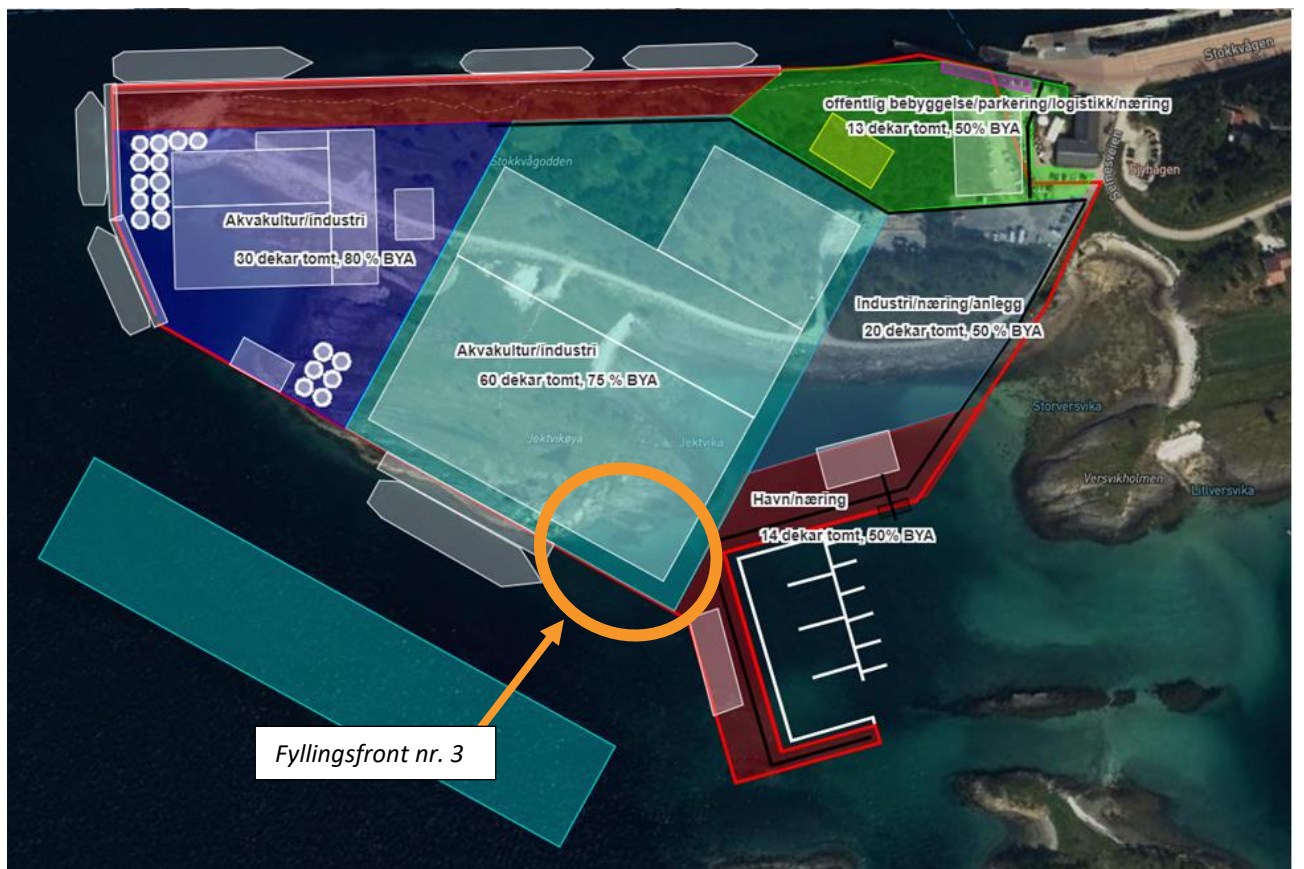 Stokkvågen
offentlig bebyggelse/parkering/logistikk/næring
13 dekar tomt, 50% BYA
Sjyhagen
Stokkvågodden
Akvakultur/industri
30 dekar tomt, 80 % BYA
Industri/næring/anlegg
20 dekar tomt, 50 % BYA
Akvakultur/industri
60 dekar tomt, 75 % BYA
Storversvika
Jektvikøya
Jektvika
Versvikholmen
Litlversvika
Havn/næring
14 dekar tomt, 50% BYA
Fyllingsfront nr. 3